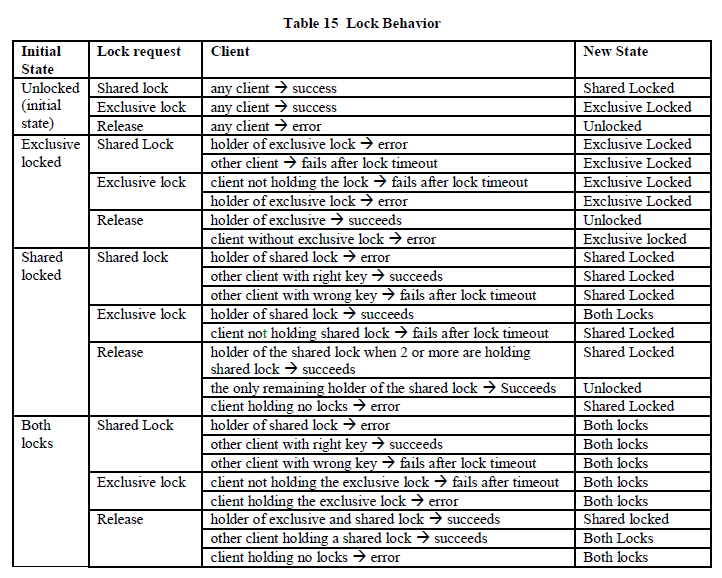 Table 15 Lock Behavior
Initial State Lock request Client New State
Unlocked (initial state) Shared lock any client → success Shared Locked
Exclusive lock any client → success Exclusive Locked
Release any client → error Unlocked
Exclusive locked Shared Lock holder of exclusive lock → error Exclusive Locked
other client → fails after lock timeout Exclusive Locked
Exclusive lock client not holding the lock → fails after lock timeout Exclusive Locked
holder of exclusive lock → error Exclusive Locked
Release holder of exclusive → succeeds Unlocked
client without exclusive lock → error Exclusive locked
Shared locked Shared lock holder of shared lock → error Shared Locked
other client with right key → succeeds Shared Locked
other client with wrong key → fails after lock timeout Shared Locked
Exclusive lock holder of shared lock → succeeds Both Locks
client not holding shared lock → fails after lock timeout Shared Locked
Release holder of the shared lock when 2 or more are holding shared lock → succeeds Shared Locked
the only remaining holder of the shared lock → Succeeds Unlocked
client holding no locks → error Shared Locked
Both locks Shared Lock holder of shared lock → error Both locks
other client with right key → succeeds Both locks
other client with wrong key → fails after lock timeout Both locks
Exclusive lock client not holding the exclusive lock → fails after timeout Both locks
client holding the exclusive lock → error Both locks
Release holder of exclusive and shared lock → succeeds Shared locked
other client holding a shared lock → succeeds Both Locks
client holding no locks → error Both locks